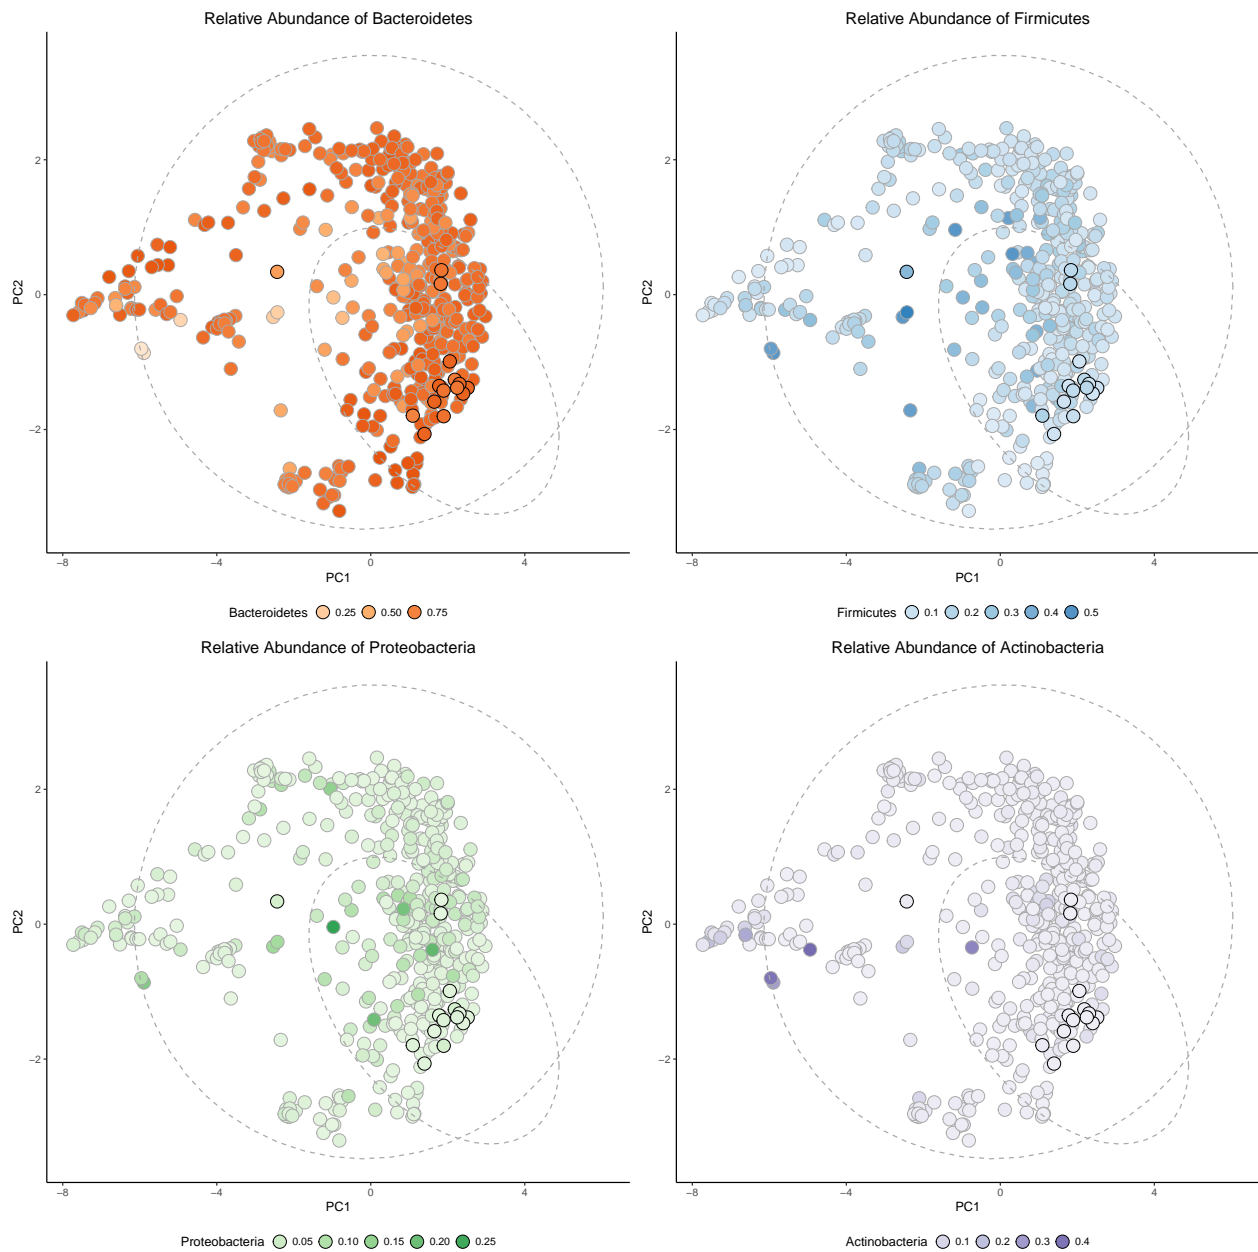 Relative Abundance of Bacteroidetes
PC2
2
0
−2
−8
−4
0
4
PC1
Bacteroidetes 0.25 0.50 0.75
Relative Abundance of Firmicutes
PC2
2
0
−2
−8
−4
0
4
PC1
Firmicutes 0.1 0.2 0.3 0.4 0.5
Relative Abundance of Proteobacteria
PC2
2
0
−2
−8
−4
0
4
PC1
Proteobacteria 0.05 0.10 0.15 0.20 0.25
Relative Abundance of Actinobacteria
PC2
2
0
−2
−8
−4
0
4
PC1
Actinobacteria 0.1 0.2 0.3 0.4